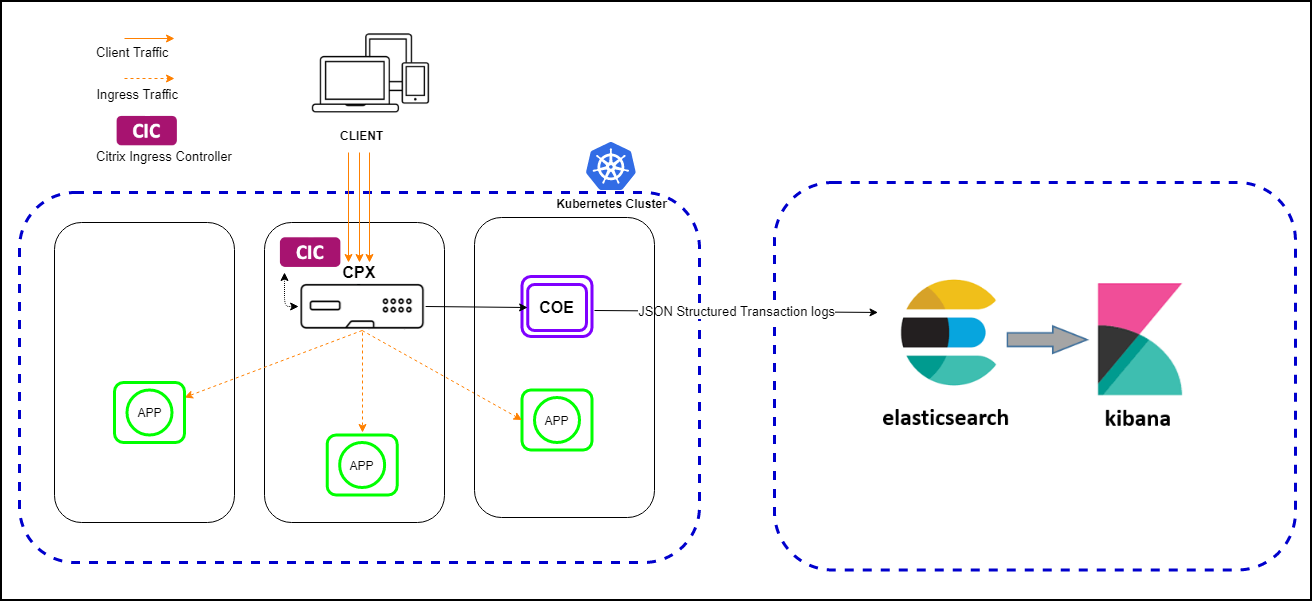 Client Traffic
Ingress Traffic
CIC
Citrix Ingress Controller
CLIENT
Kubernetes Cluster
CIC
CPX
COE
JSON Structured Transaction logs
APP
APP
APP
elasticsearch
kibana